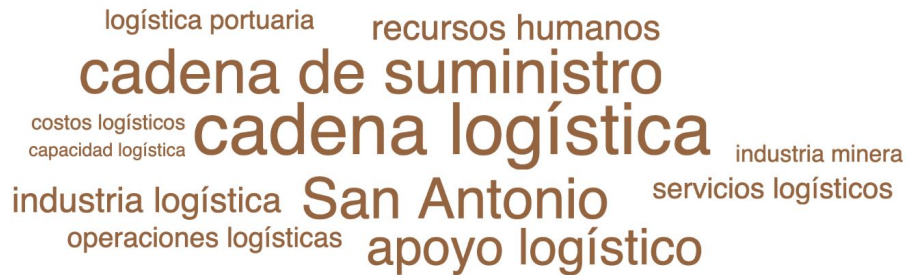 logística portuaria
recursos humanos
cadena de suministro
costos logísticos
cadena logística
capacidad logística
industria minera
industria logística
San Antonio
servicios logísticos
operaciones logísticas
apoyo logístico